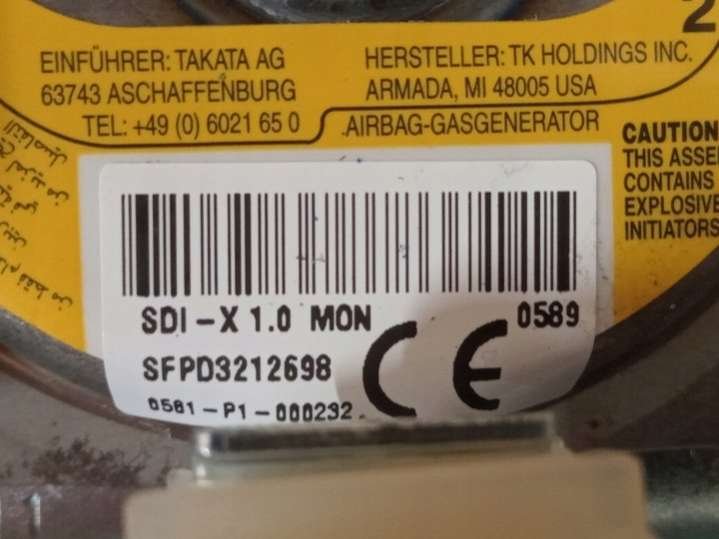 2
EINFÜHRER: TAKATA AG
63743 ASCHAFFENBURG
TEL: +49 (0) 6021 65 0
HERSTELLER: TK HOLDINGS INC.
ARMADA, MI 48005 USA
AIRBAG-GASGENERATOR
CAUTION
THIS ASSE
CONTAINS
EXPLOSIVE
INITIATORS
SDI-X 1.0 MON
0589
SFPD3212698
CE
0581-P1-000232